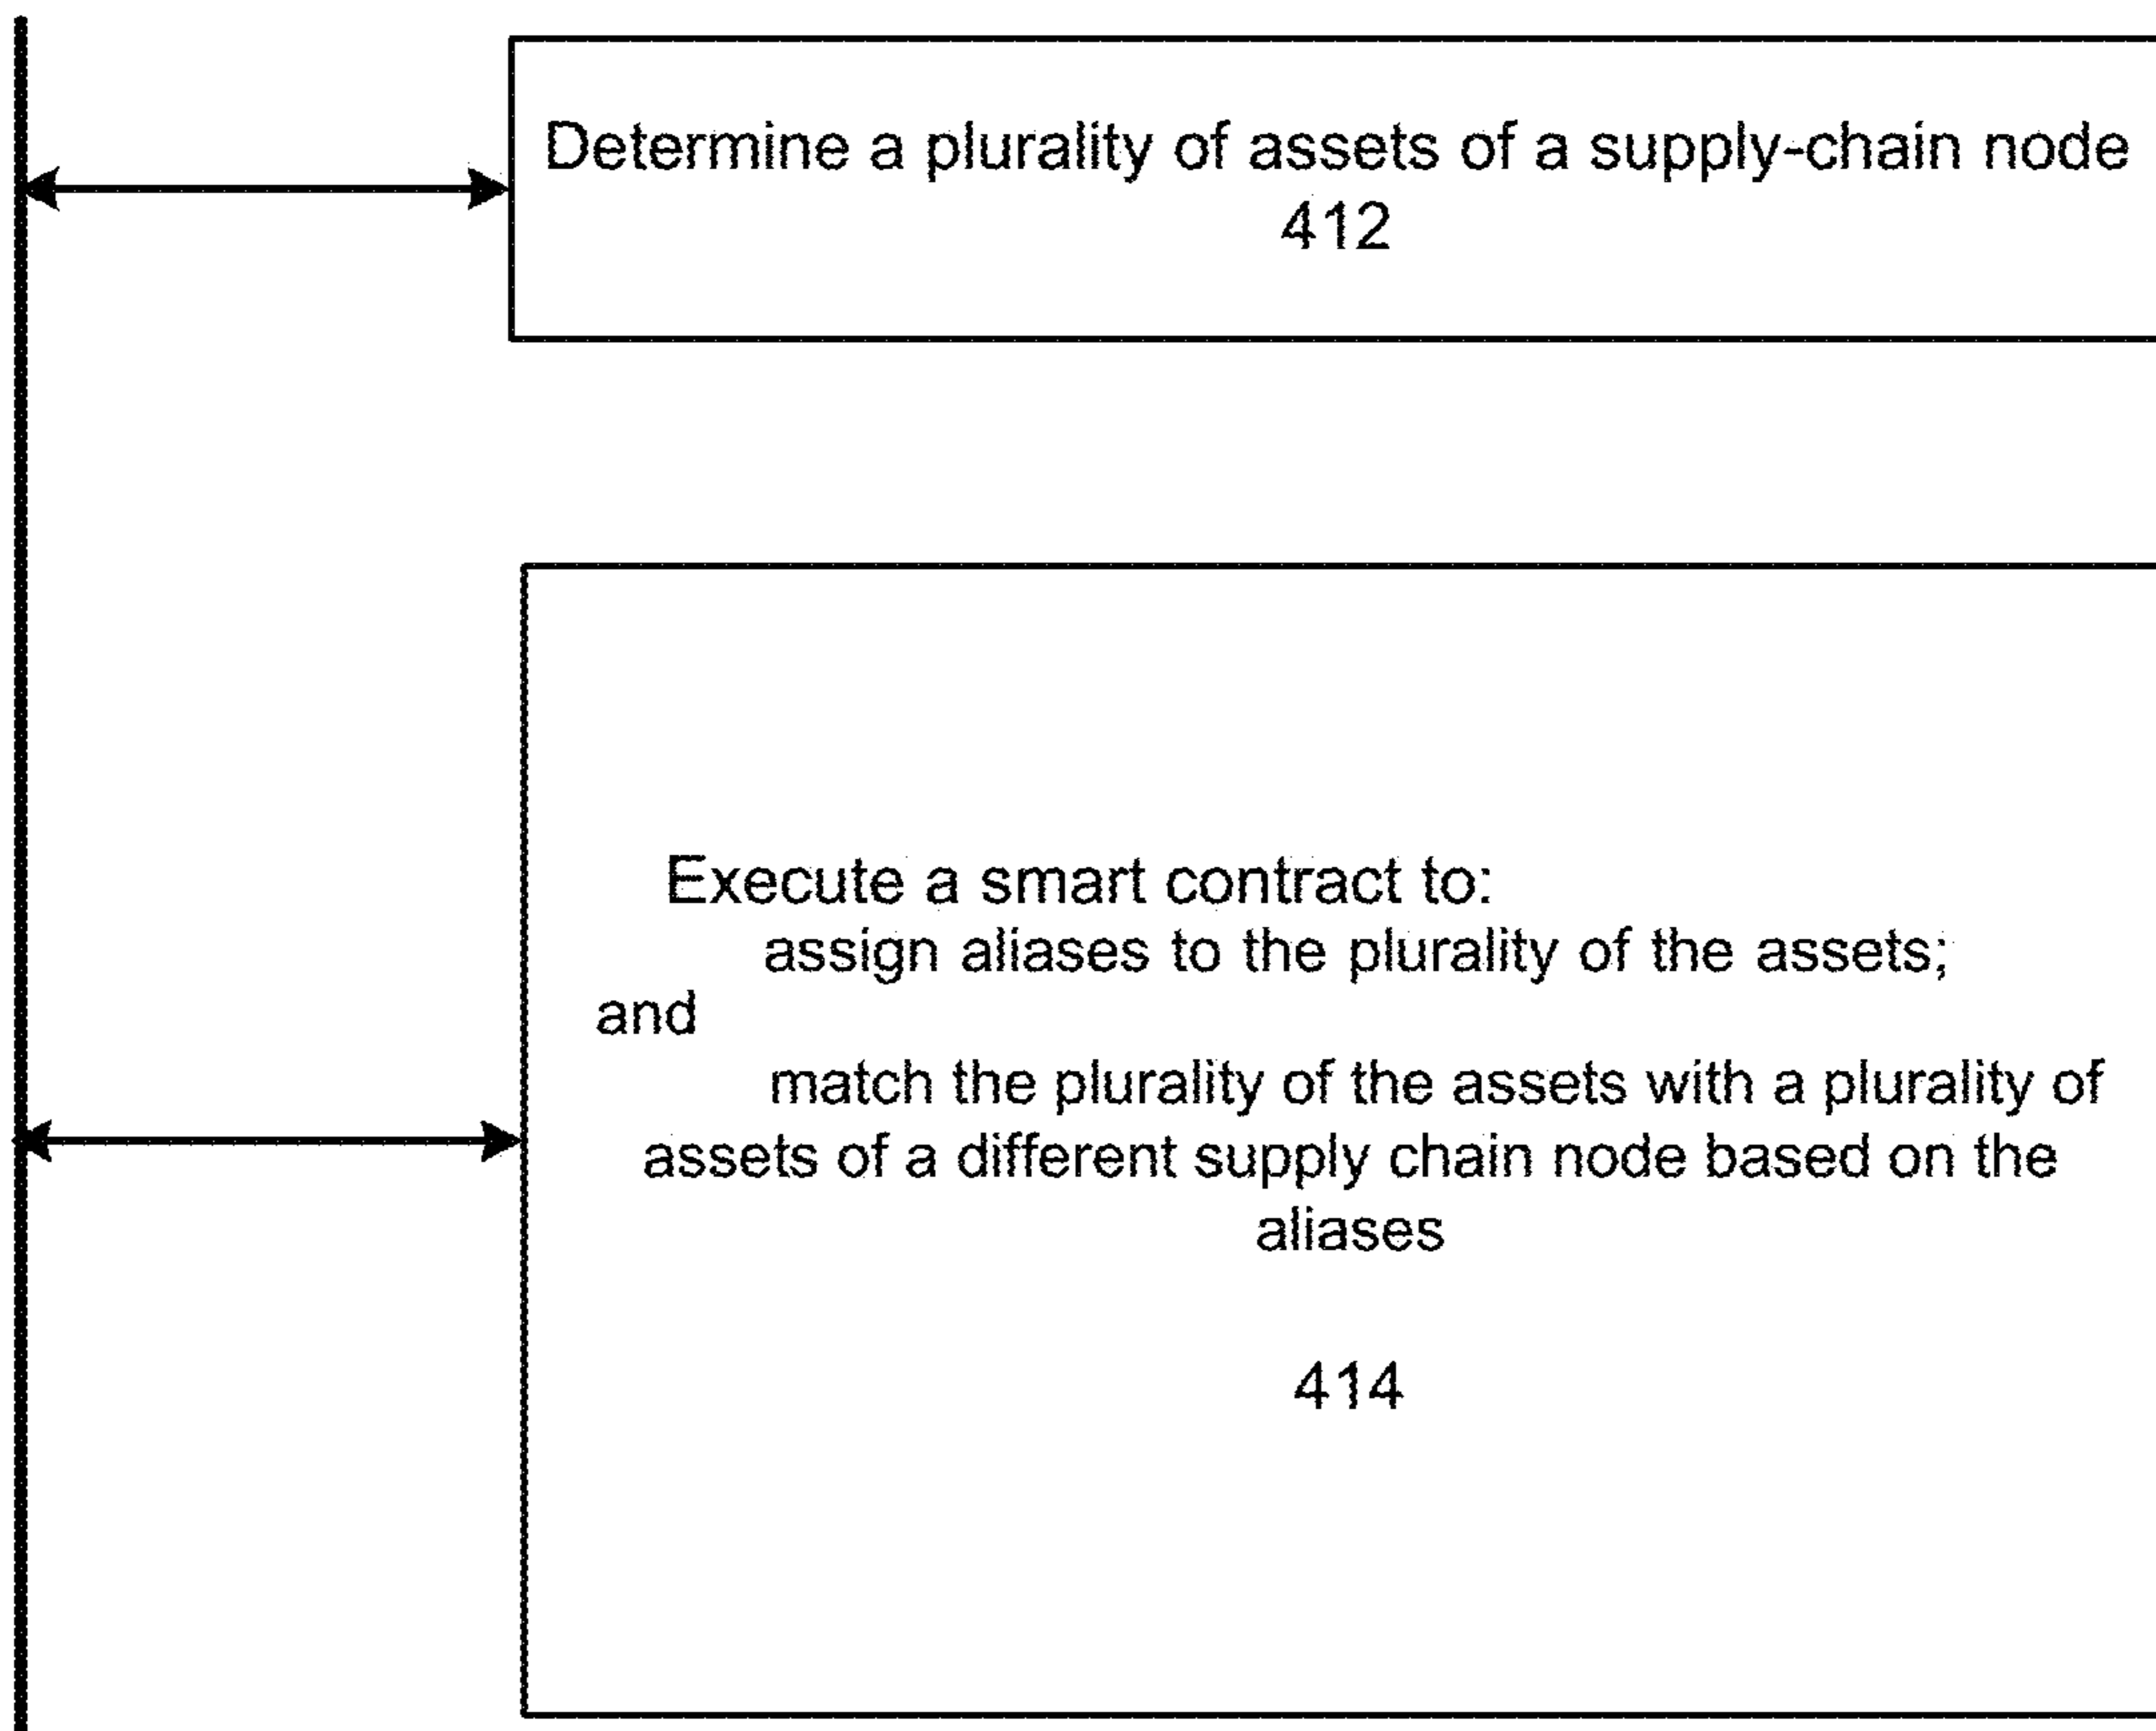 Determine a plurality of assets of a supply-chain node
412
Execute a smart contract to:
assign aliases to the plurality of the assets;
and
match the plurality of the assets with a plurality of
assets of a different supply chain node based on the
aliases
414